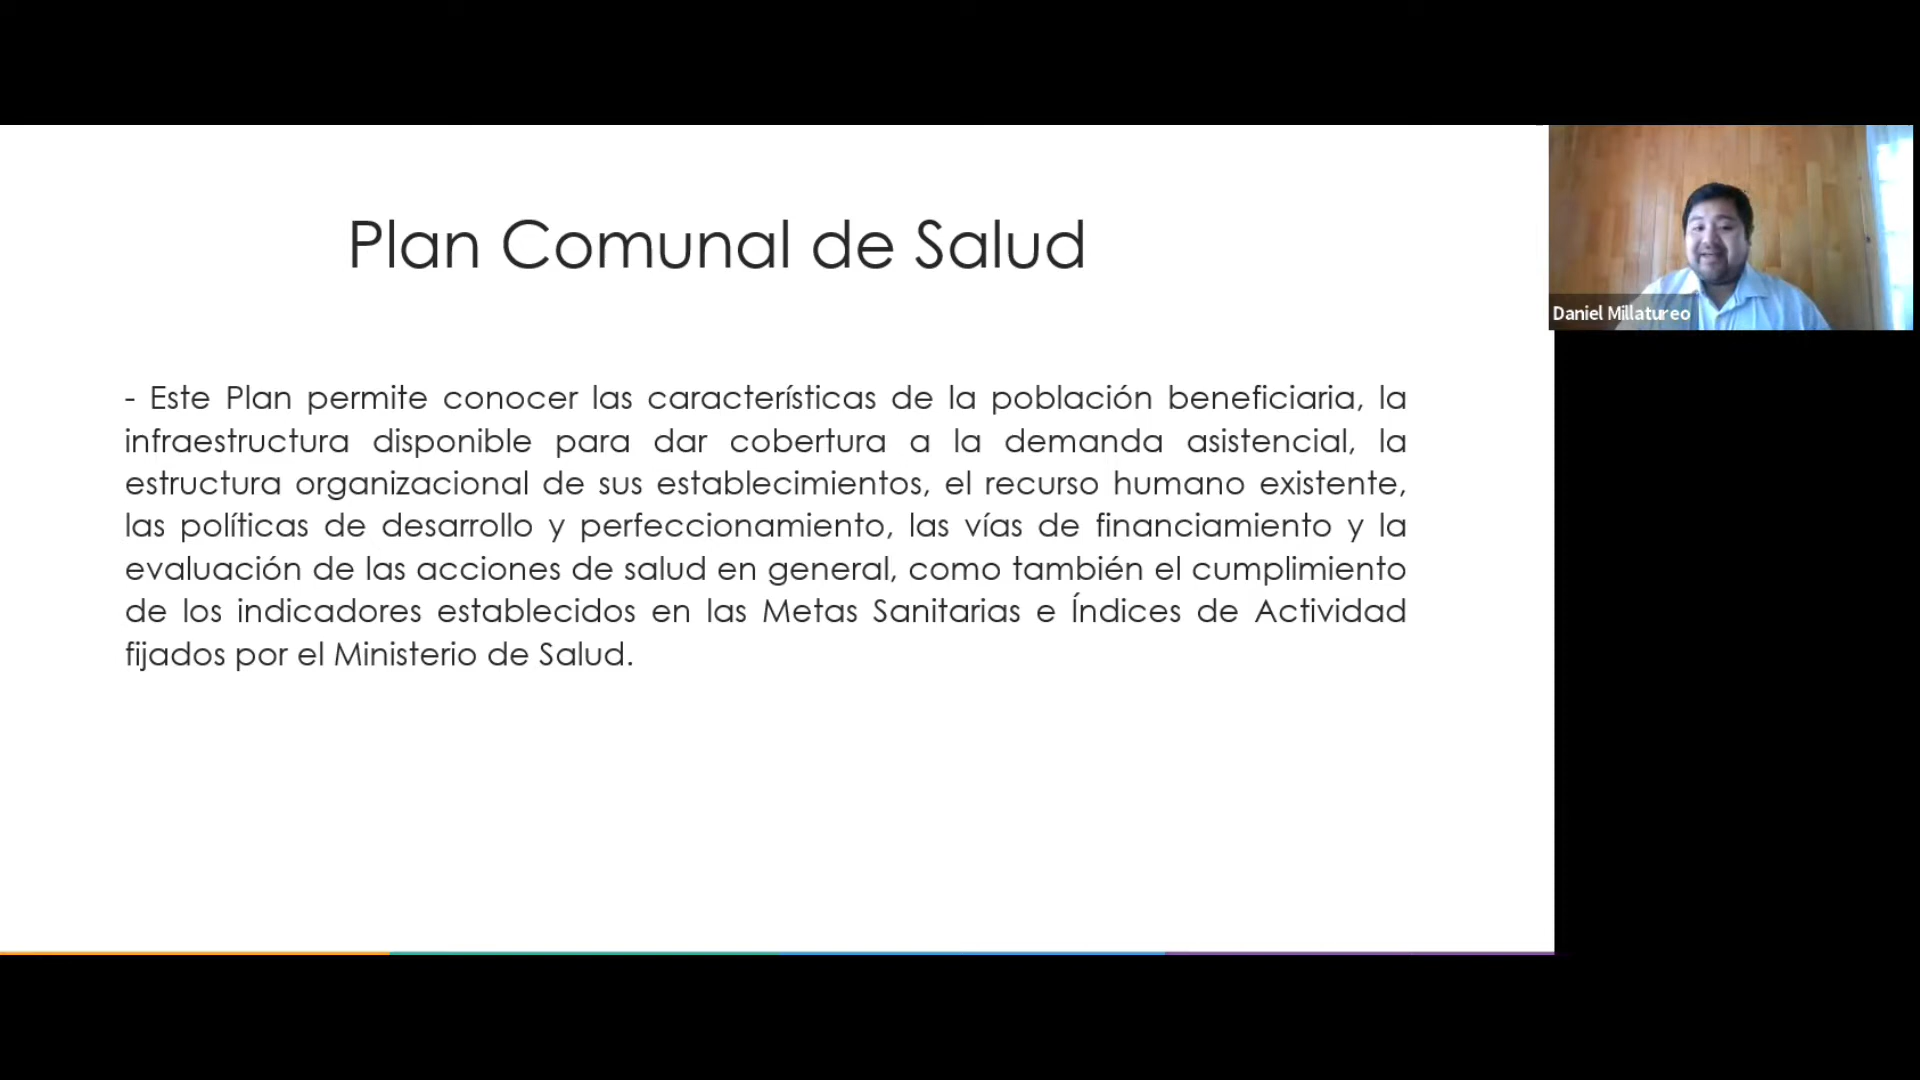 Plan Comunal de Salud
- Este Plan permite conocer las características de la población beneficiaria, la
infraestructura disponible para dar cobertura a la demanda asistencial, la
estructura organizacional de sus establecimientos, el recurso humano existente,
las políticas de desarrollo y perfeccionamiento, las vías de financiamiento y la
evaluación de las acciones de salud en general, como también el cumplimiento
de los indicadores establecidos en las Metas Sanitarias e Índices de Actividad
fijados por el Ministerio de Salud.
Daniel Millatureo